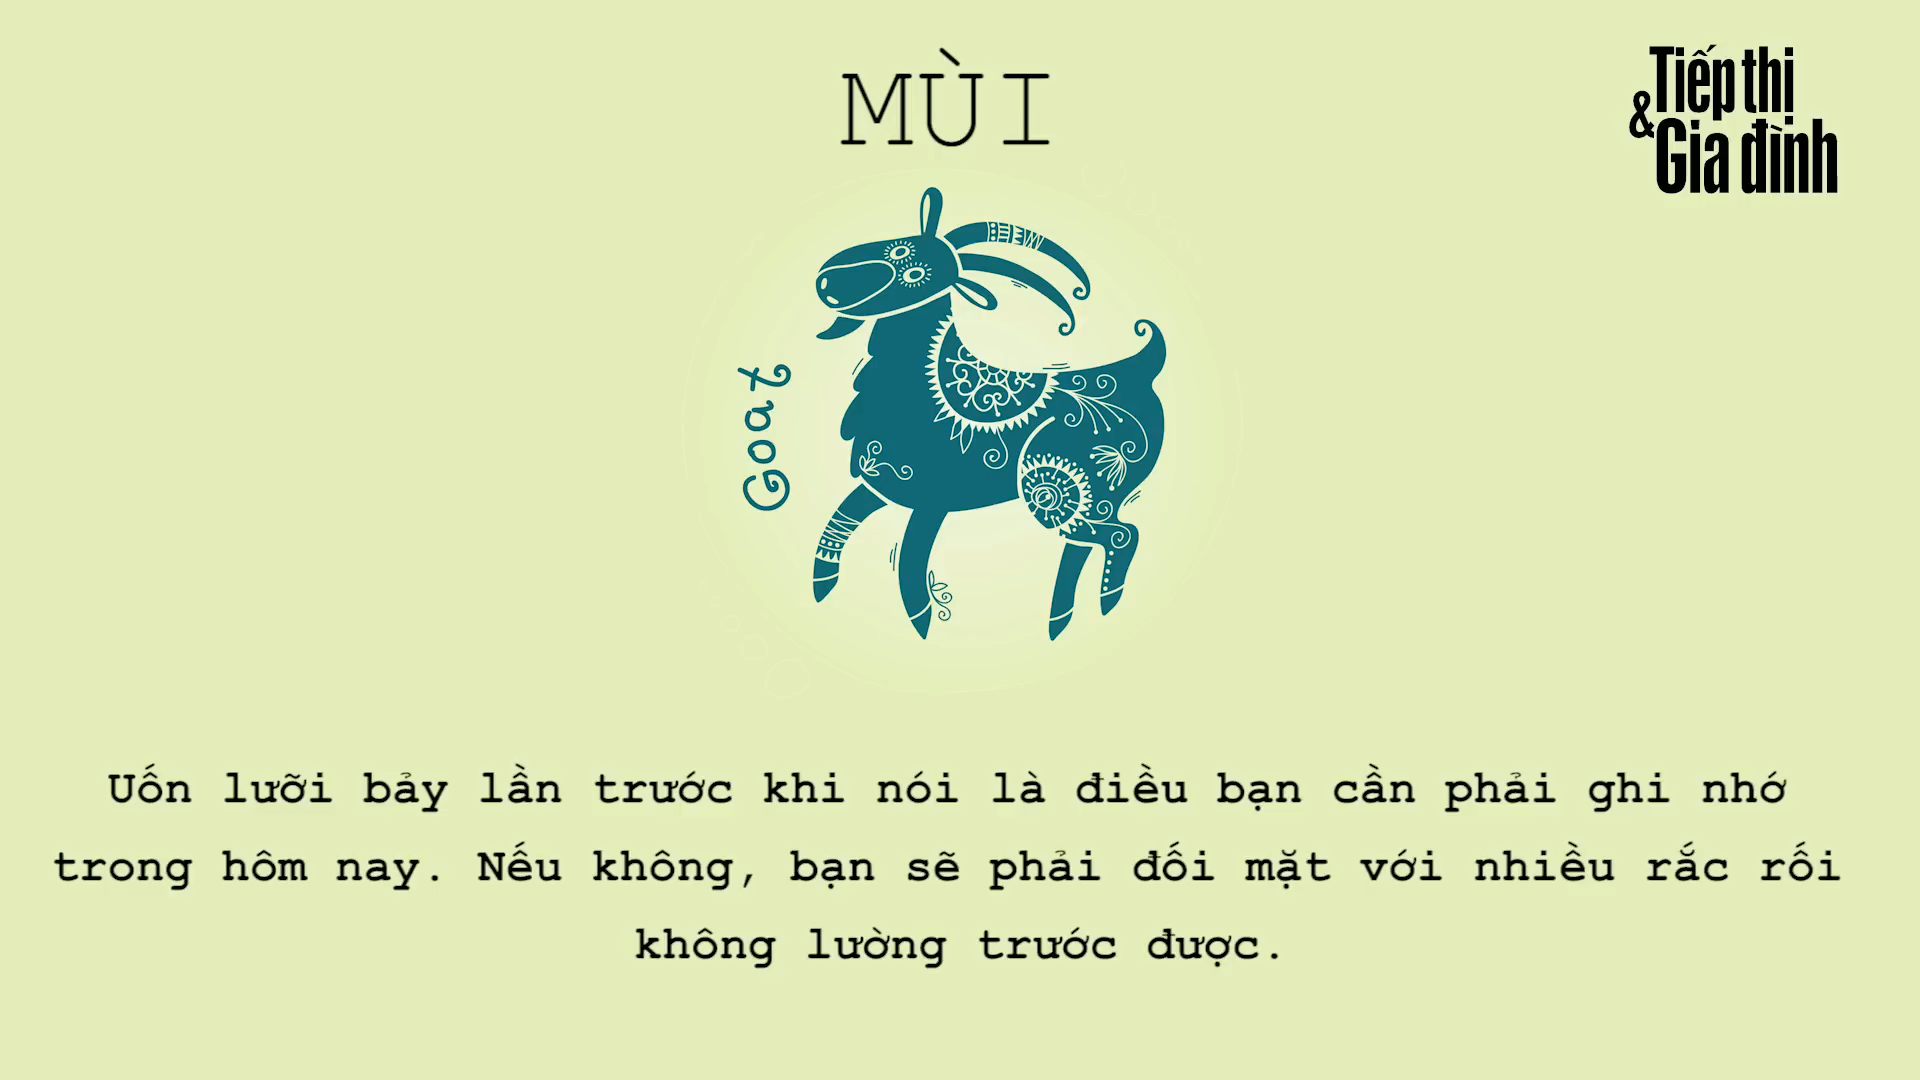 MÙI
Tiếp thị
& Gia đình
Goat
Uốn lưỡi bảy lần trước khi nói là điều bạn cần phải ghi nhớ
trong hôm nay. Nếu không, bạn sẽ phải đối mặt với nhiều rắc rối
không lường trước được.